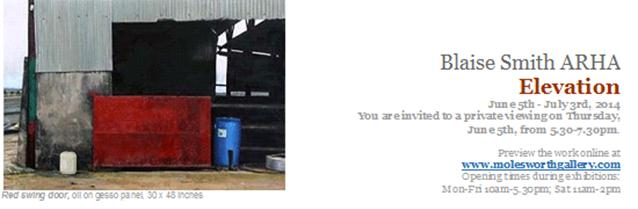 Blaise Smith ARHA
Elevation
June 5th - July 3rd, 2014
You are invited to a private viewing on Thursday,
June 5th, from 5.30-7.30pm.
Preview the work online at
www.molesworthgallery.com
Opening times during exhibitions:
Mon-Fri 10am-5.30pm; Sat 11am-2pm
Red swing door, oil on gesso panel, 30 x 48 inches